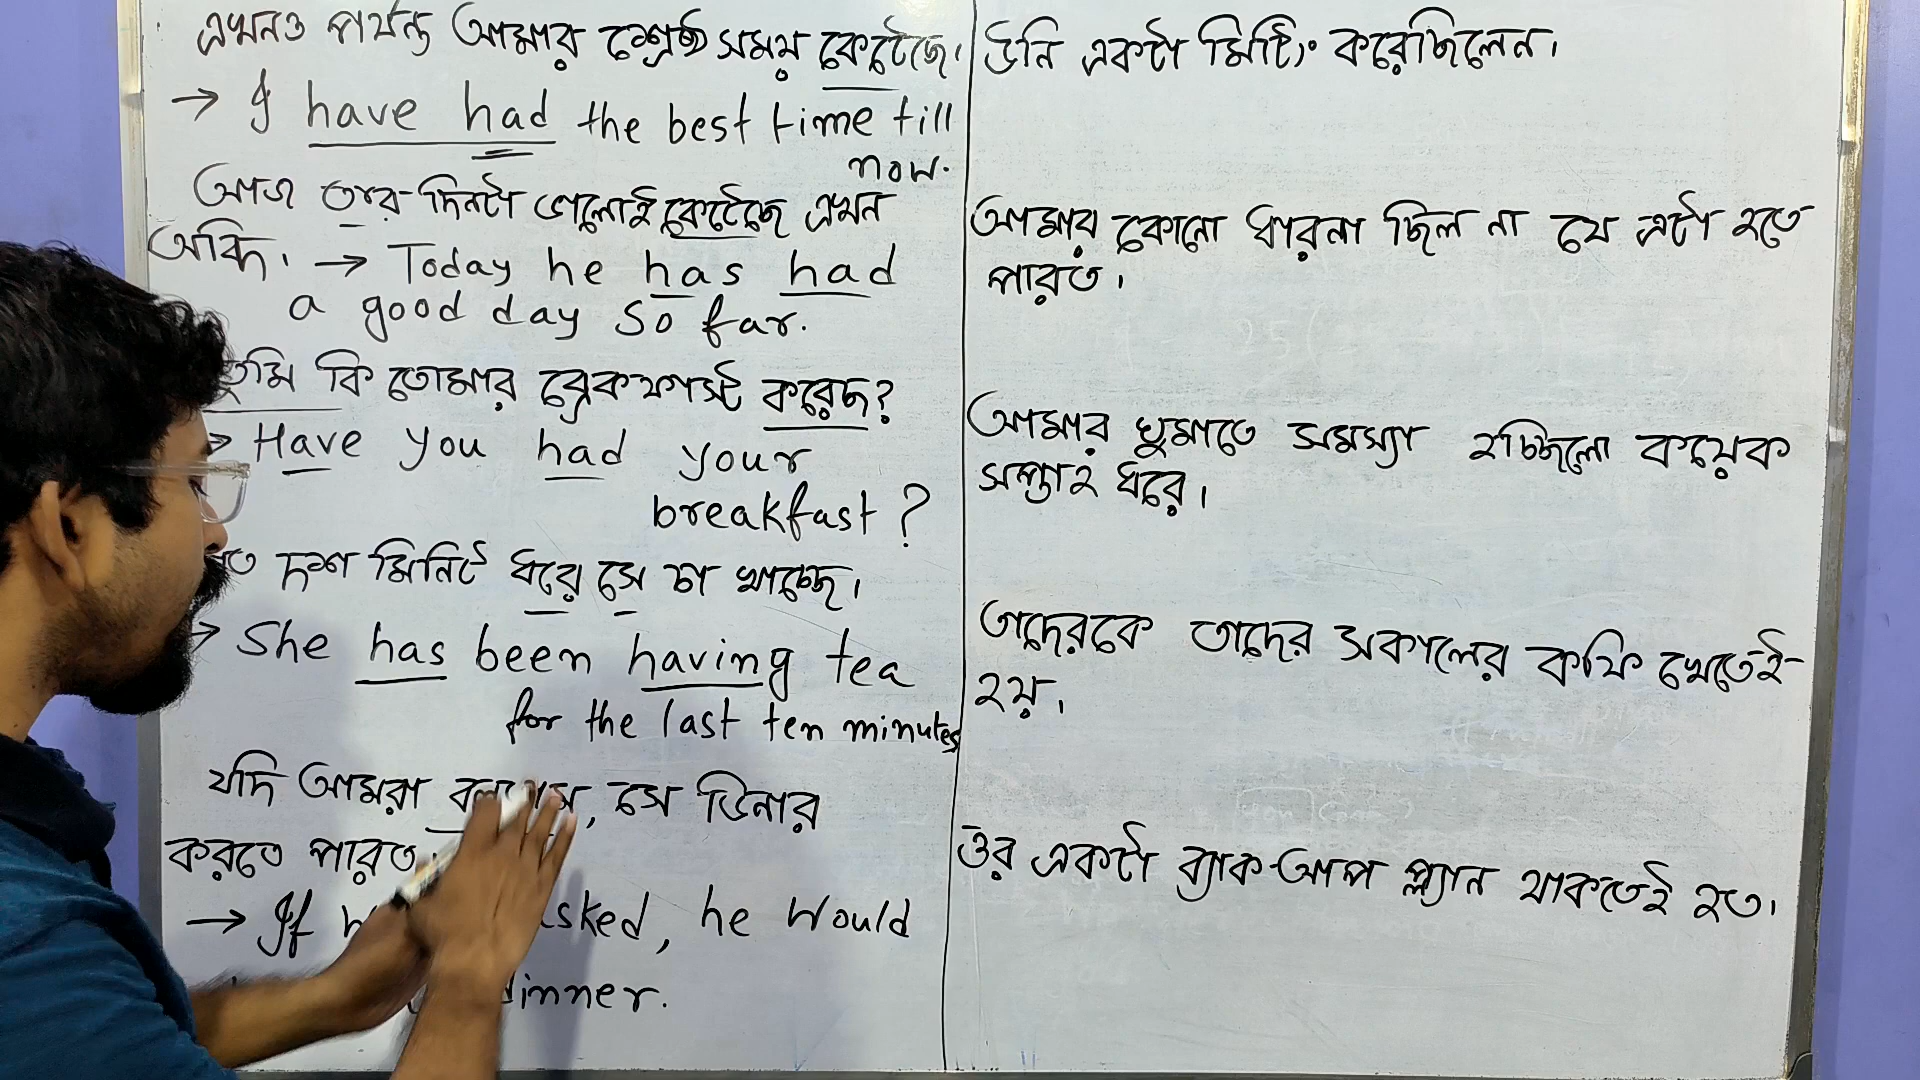 এখনও পর্যন্ত আমার শ্রেষ্ঠ সময় কেটেছে।
→ I have had the best time till
now.
আজ ওর দিনটা ভালোই কেটেছে এখন
অব্দি। → Today he has had
a good day so far.
তুমি কি তোমার ব্রেকফাস্ট করেছ?
→ Have you had your
breakfast?
দশ মিনিট ধরে সে চা খাচ্ছে।
→ She has been having tea
for the last ten minutes
যদি আমরা সে ডিনার
করতে পারত
→ If asked, he would
dinner.
উনি একটা মিটিং করেছিলেন।
আমার কোনো ধারনা ছিল না যে এটা হতে
পারত।
আমার ঘুমাতে সমস্যা হচ্ছিলো কয়েক
সপ্তাহ ধরে।
তাদেরকে তাদের সকালের কফি খেতেই
হয়।
ওর একটা ব্যাক আপ প্ল্যান থাকতেই হত।